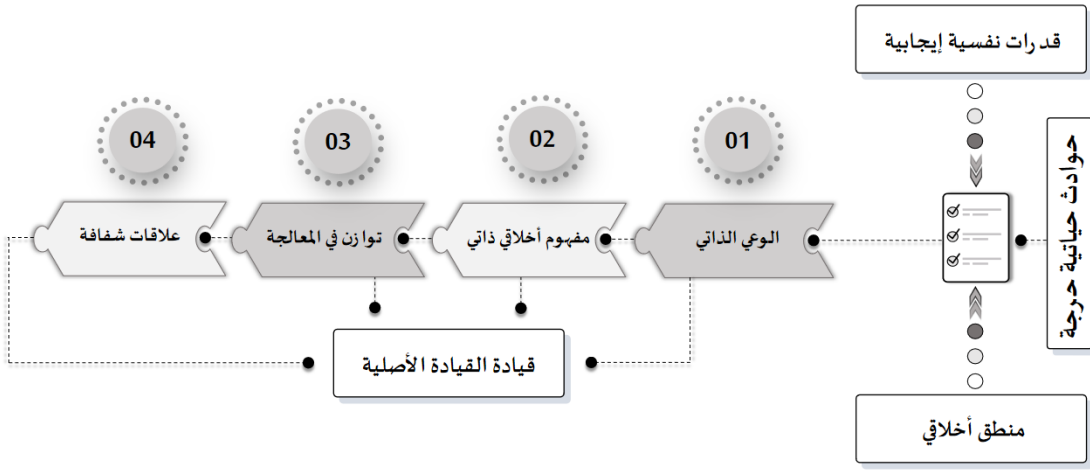 قدرات نفسية إيجابية
حوادث حياتية حرجة
منطق أخلاقي
01
02
03
04
الوعي الذاتي
مفهوم أخلاقي ذاتي
توازن في المعالجة
علاقات شفافة
قيادة القيادة الأصلية